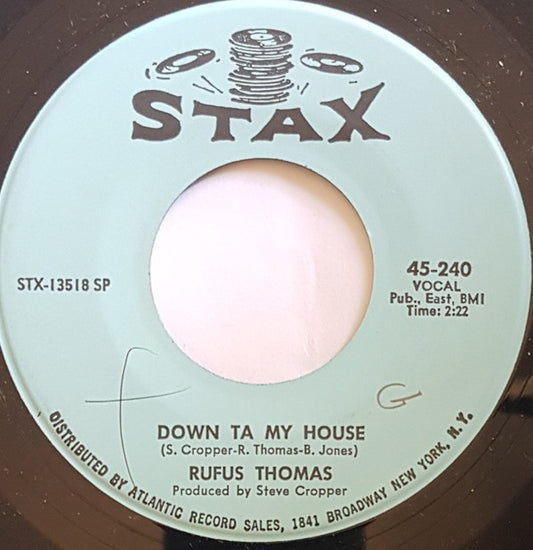 STAX
STX-13518 SP
45-240
VOCAL
Pub., East, BMI
Time: 2:22
G
DOWN TA MY HOUSE
(S. Cropper-R. Thomas-B. Jones)
RUFUS THOMAS
Produced by Steve Cropper
DISTRIBUTED BY ATLANTIC RECORD SALES, 1841 BROADWAY NEW YORK, N.Y.